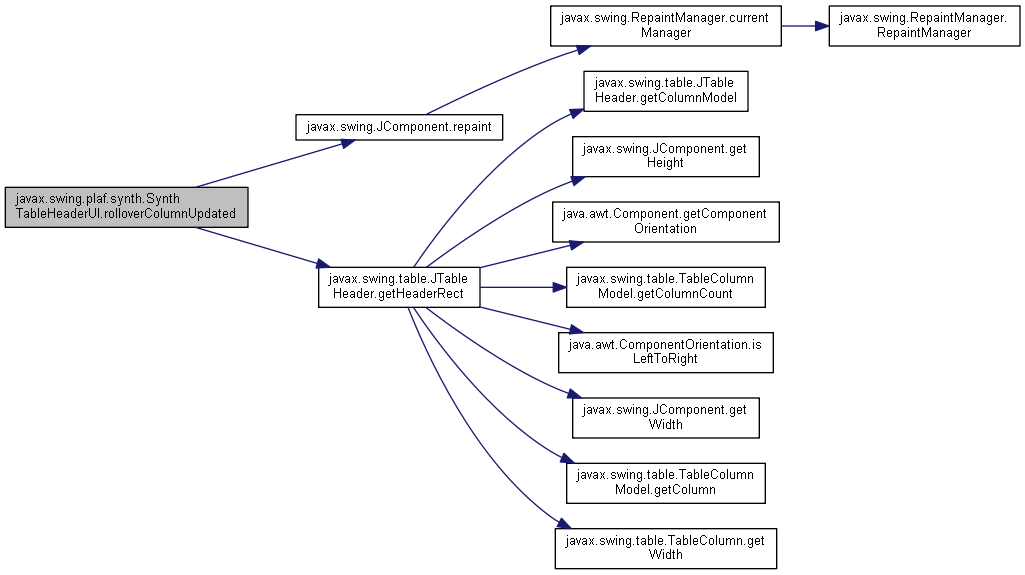 javax.swing.plaf.synth.Synth
TableHeaderUI.rolloverColumnUpdated
javax.swing.JComponent.repaint
javax.swing.RepaintManager.current
Manager
javax.swing.RepaintManager.
RepaintManager
javax.swing.table.JTable
Header.getHeaderRect
javax.swing.table.JTable
Header.getColumnModel
javax.swing.JComponent.get
Height
java.awt.Component.getComponent
Orientation
javax.swing.table.TableColumn
Model.getColumnCount
java.awt.ComponentOrientation.is
LeftToRight
javax.swing.JComponent.get
Width
javax.swing.table.TableColumn
Model.getColumn
javax.swing.table.TableColumn.get
Width